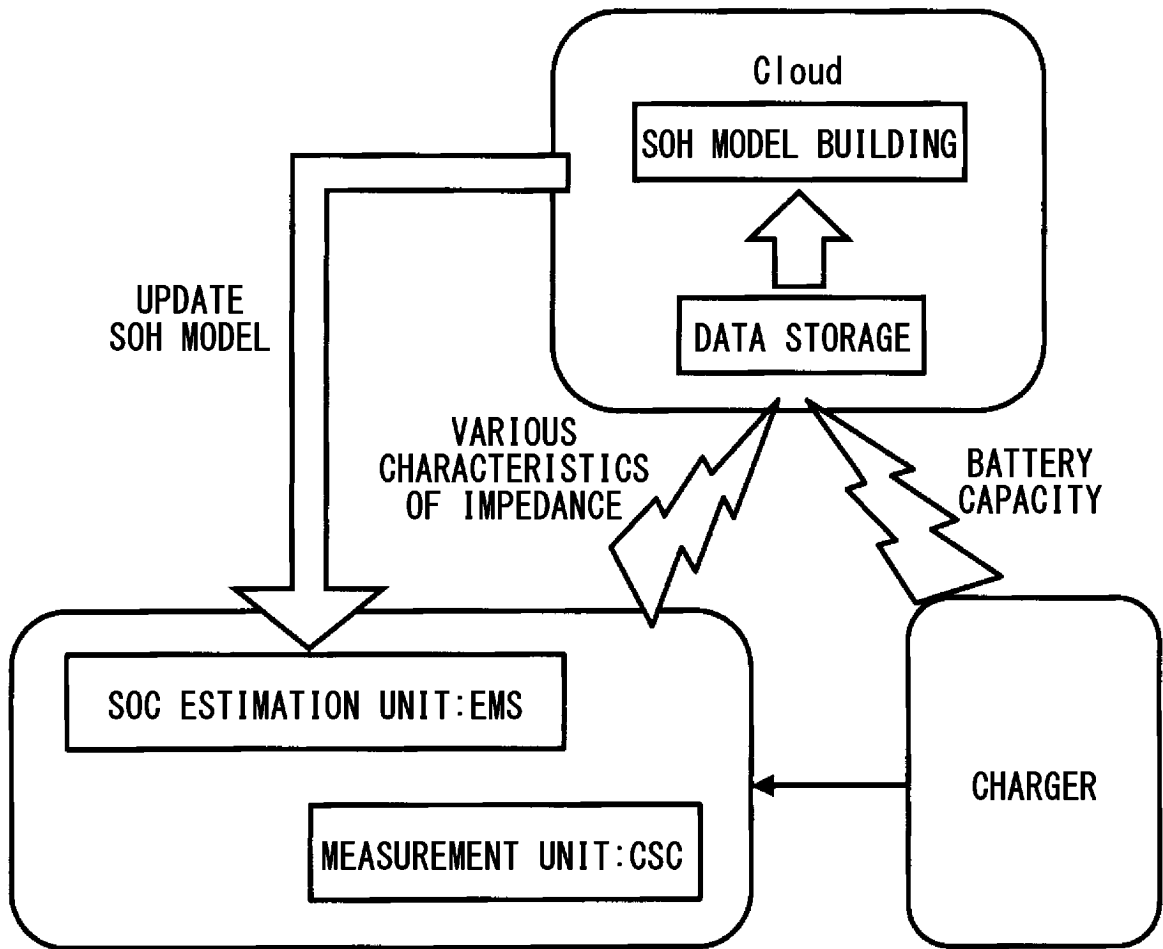 Cloud
SOH MODEL BUILDING
DATA STORAGE
UPDATE
SOH MODEL
VARIOUS
CHARACTERISTICS
OF IMPEDANCE
BATTERY
CAPACITY
SOC ESTIMATION UNIT:EMS
MEASUREMENT UNIT:CSC
CHARGER